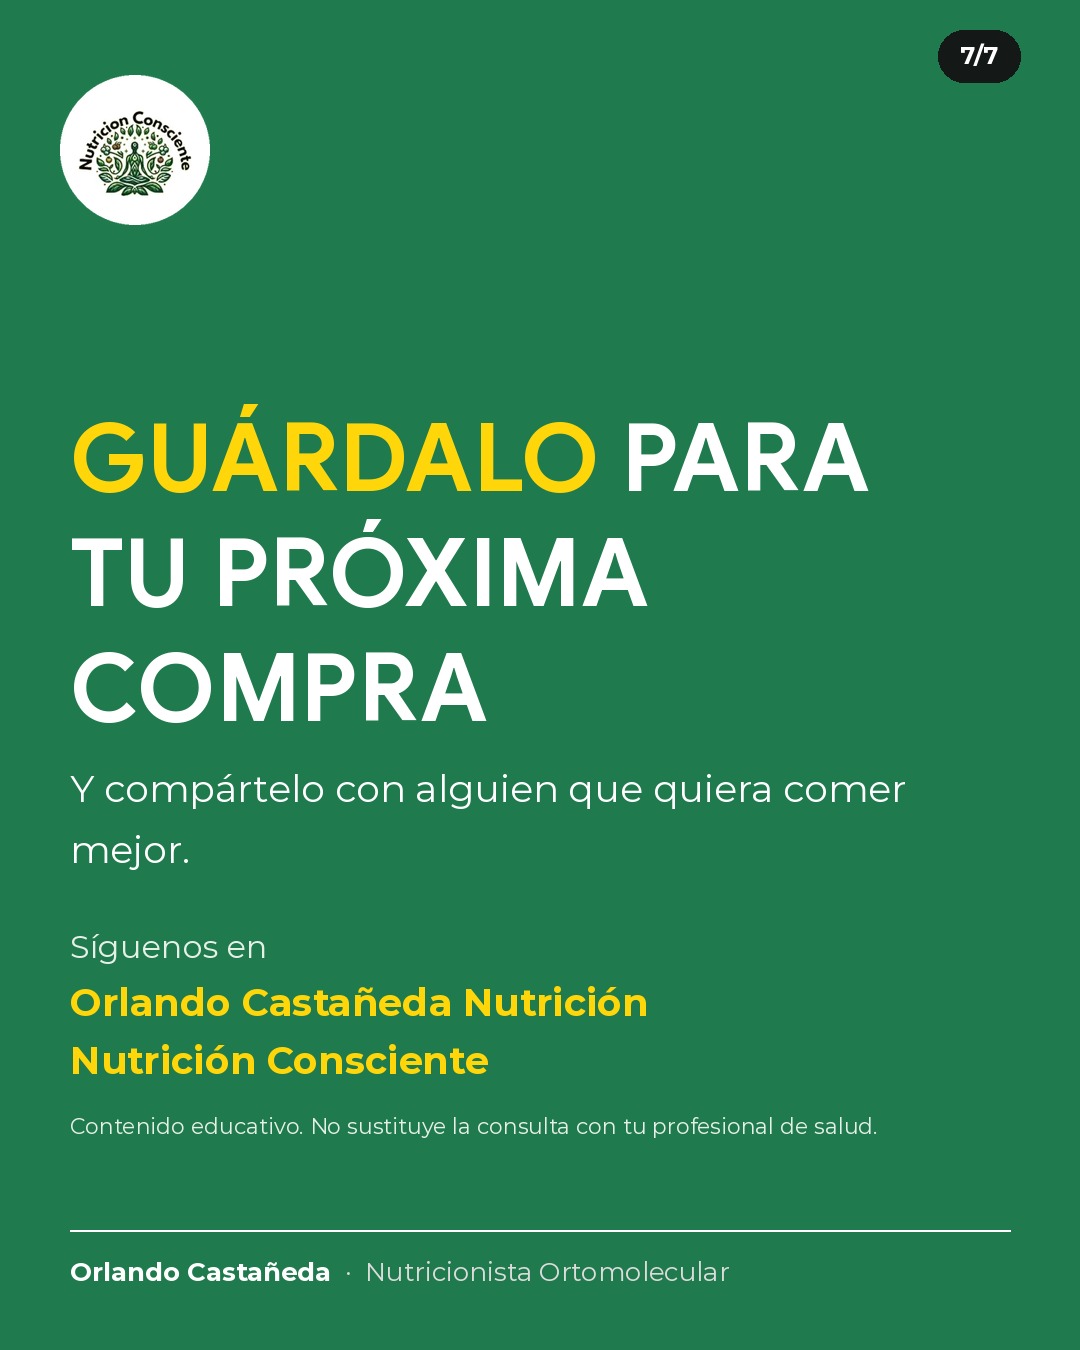 7/7
Nutricion Consciente
GUÁRDALO PARA
TU PRÓXIMA
COMPRA
Y compártelo con alguien que quiera comer
mejor.
Síguenos en
Orlando Castañeda Nutrición
Nutrición Consciente
Contenido educativo. No sustituye la consulta con tu profesional de salud.
Orlando Castañeda · Nutricionista Ortomolecular